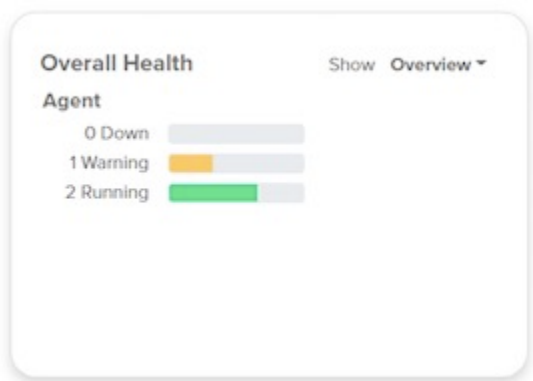 Overall Health Show Overview
Agent
0 Down
1 Warning
2 Running